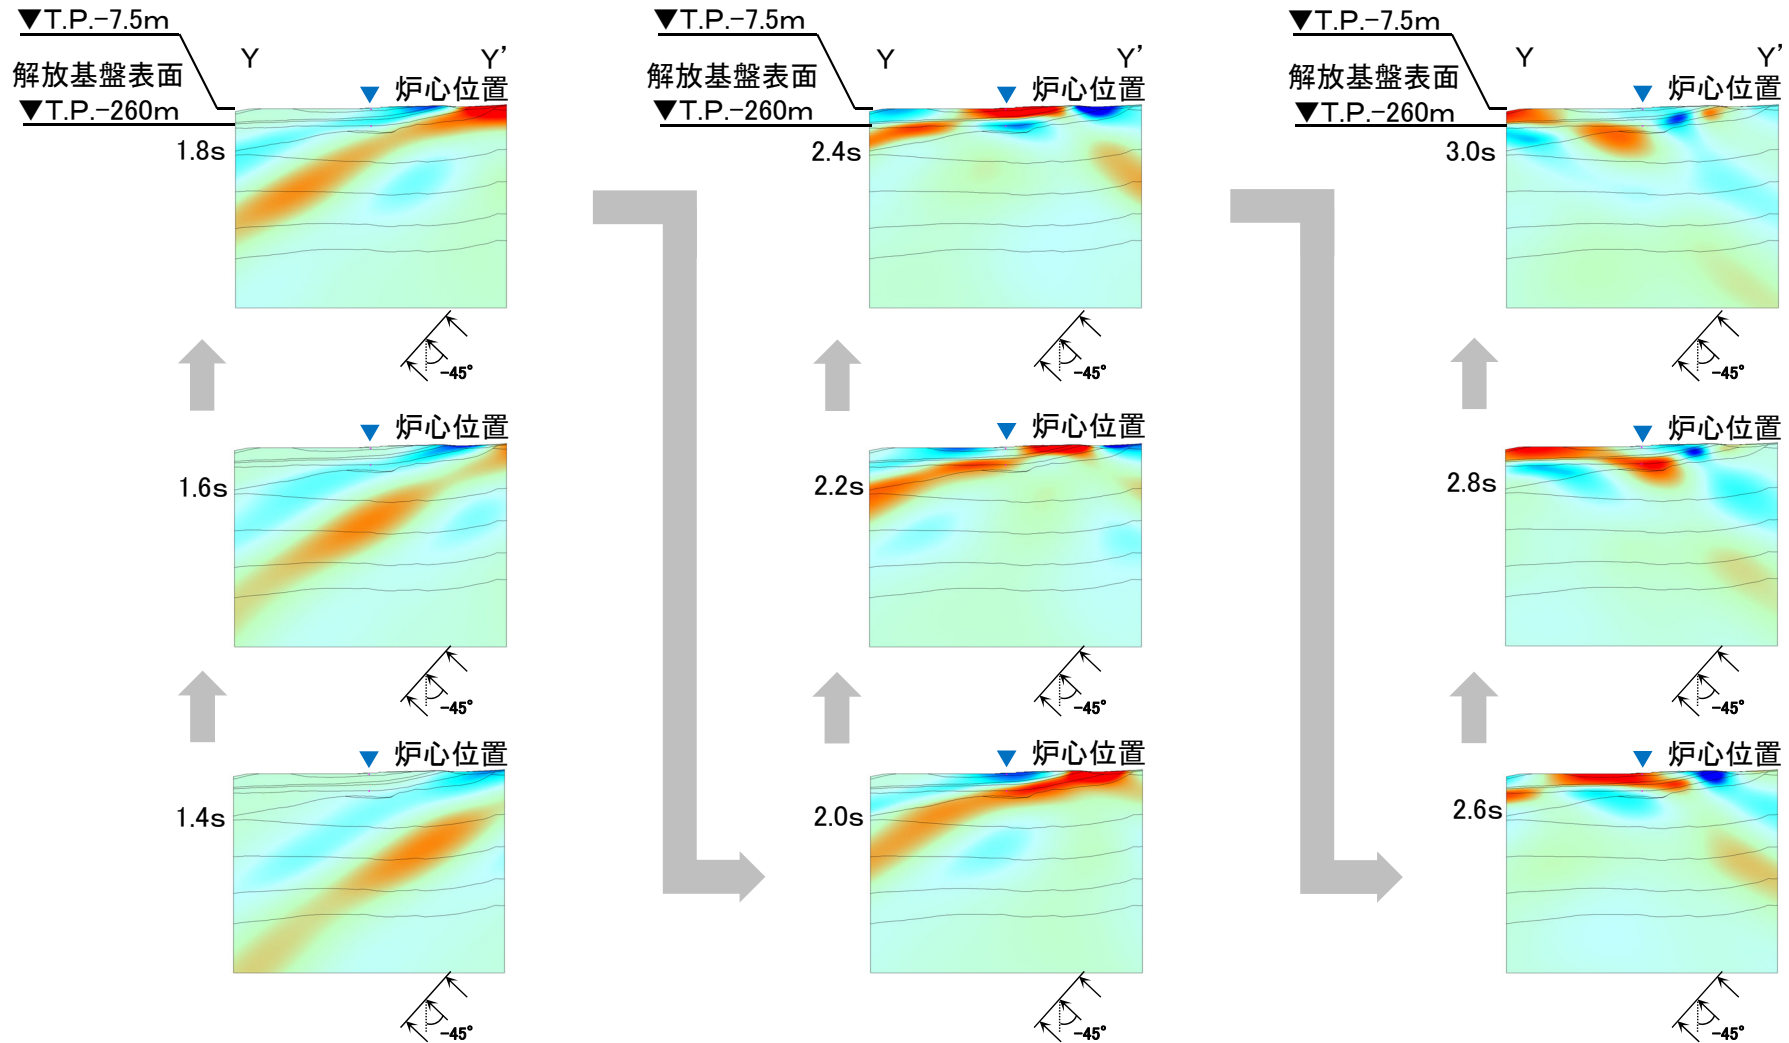 ▼T.P.-7.5m
Y
Y'
解放基盤表面
▼ 炉心位置
▼T.P.-260m
1.8s
-45°
▼ 炉心位置
1.6s
-45°
▼ 炉心位置
1.4s
-45°
▼T.P.-7.5m
Y
Y'
解放基盤表面
▼ 炉心位置
▼T.P.-260m
2.4s
-45°
▼ 炉心位置
2.2s
-45°
▼ 炉心位置
2.0s
-45°
▼T.P.-7.5m
Y
Y'
解放基盤表面
▼ 炉心位置
▼T.P.-260m
3.0s
-45°
▼ 炉心位置
2.8s
-45°
▼ 炉心位置
2.6s
-45°